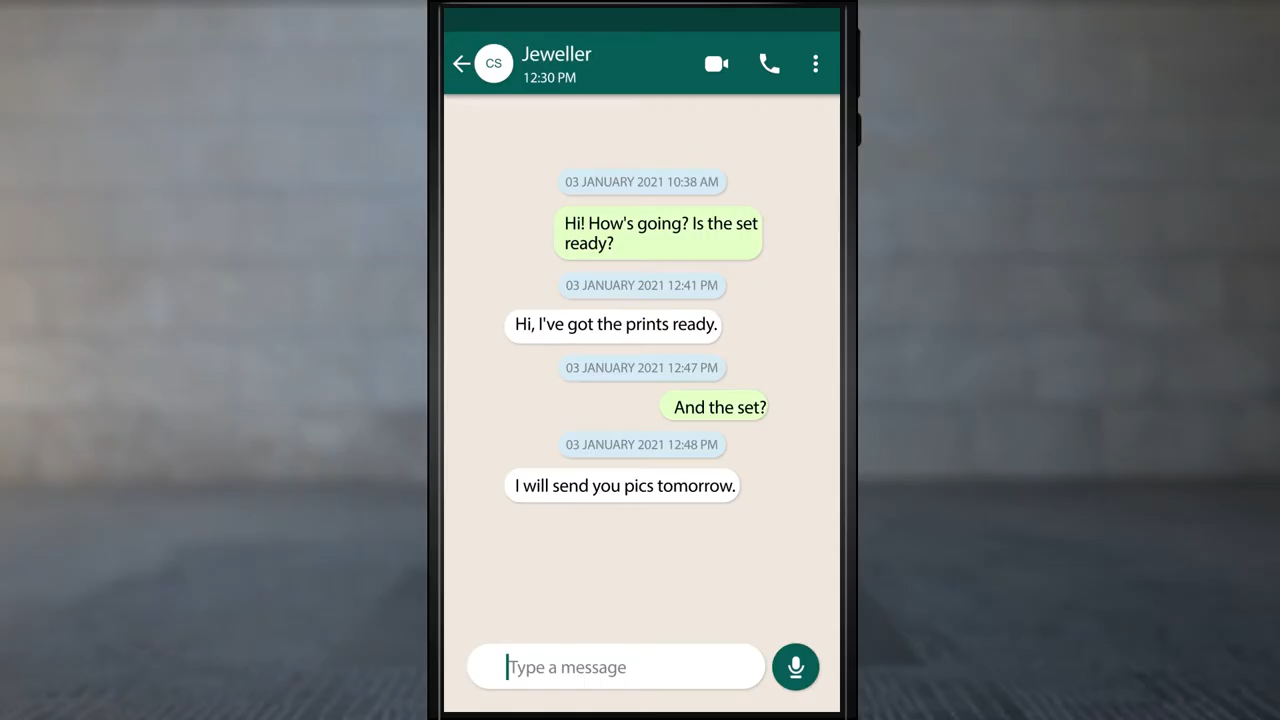 CS
Jeweller
12:30 PM
03 JANUARY 2021 10:38 AM
Hi! How's going? Is the set
ready?
03 JANUARY 2021 12:41 PM
Hi, I've got the prints ready.
03 JANUARY 2021 12:47 PM
And the set?
03 JANUARY 2021 12:48 PM
I will send you pics tomorrow.
Type a message